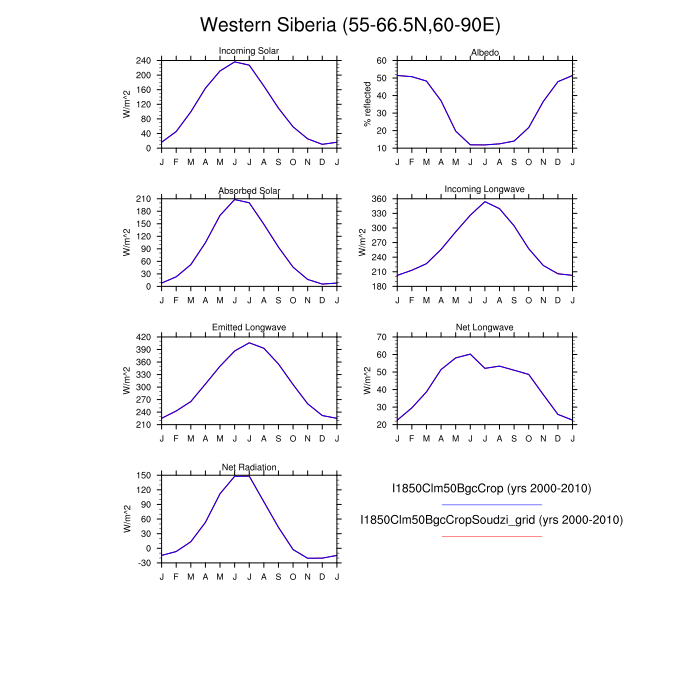 Western Siberia (55-66.5N,60-90E)
Incoming Solar
W/m^2
240
200
160
120
80
40
0
J F M A M J J A S O N D J
Albedo
% reflected
60
50
40
30
20
10
J F M A M J J A S O N D J
Absorbed Solar
W/m^2
210
180
150
120
90
60
30
0
J F M A M J J A S O N D J
Incoming Longwave
W/m^2
360
330
300
270
240
210
180
J F M A M J J A S O N D J
Emitted Longwave
W/m^2
420
390
360
330
300
270
240
210
J F M A M J J A S O N D J
Net Longwave
W/m^2
70
60
50
40
30
20
J F M A M J J A S O N D J
Net Radiation
W/m^2
150
120
90
60
30
0
-30
J F M A M J J A S O N D J
I1850Clm50BgcCrop (yrs 2000-2010)
I1850Clm50BgcCropSoudzi_grid (yrs 2000-2010)